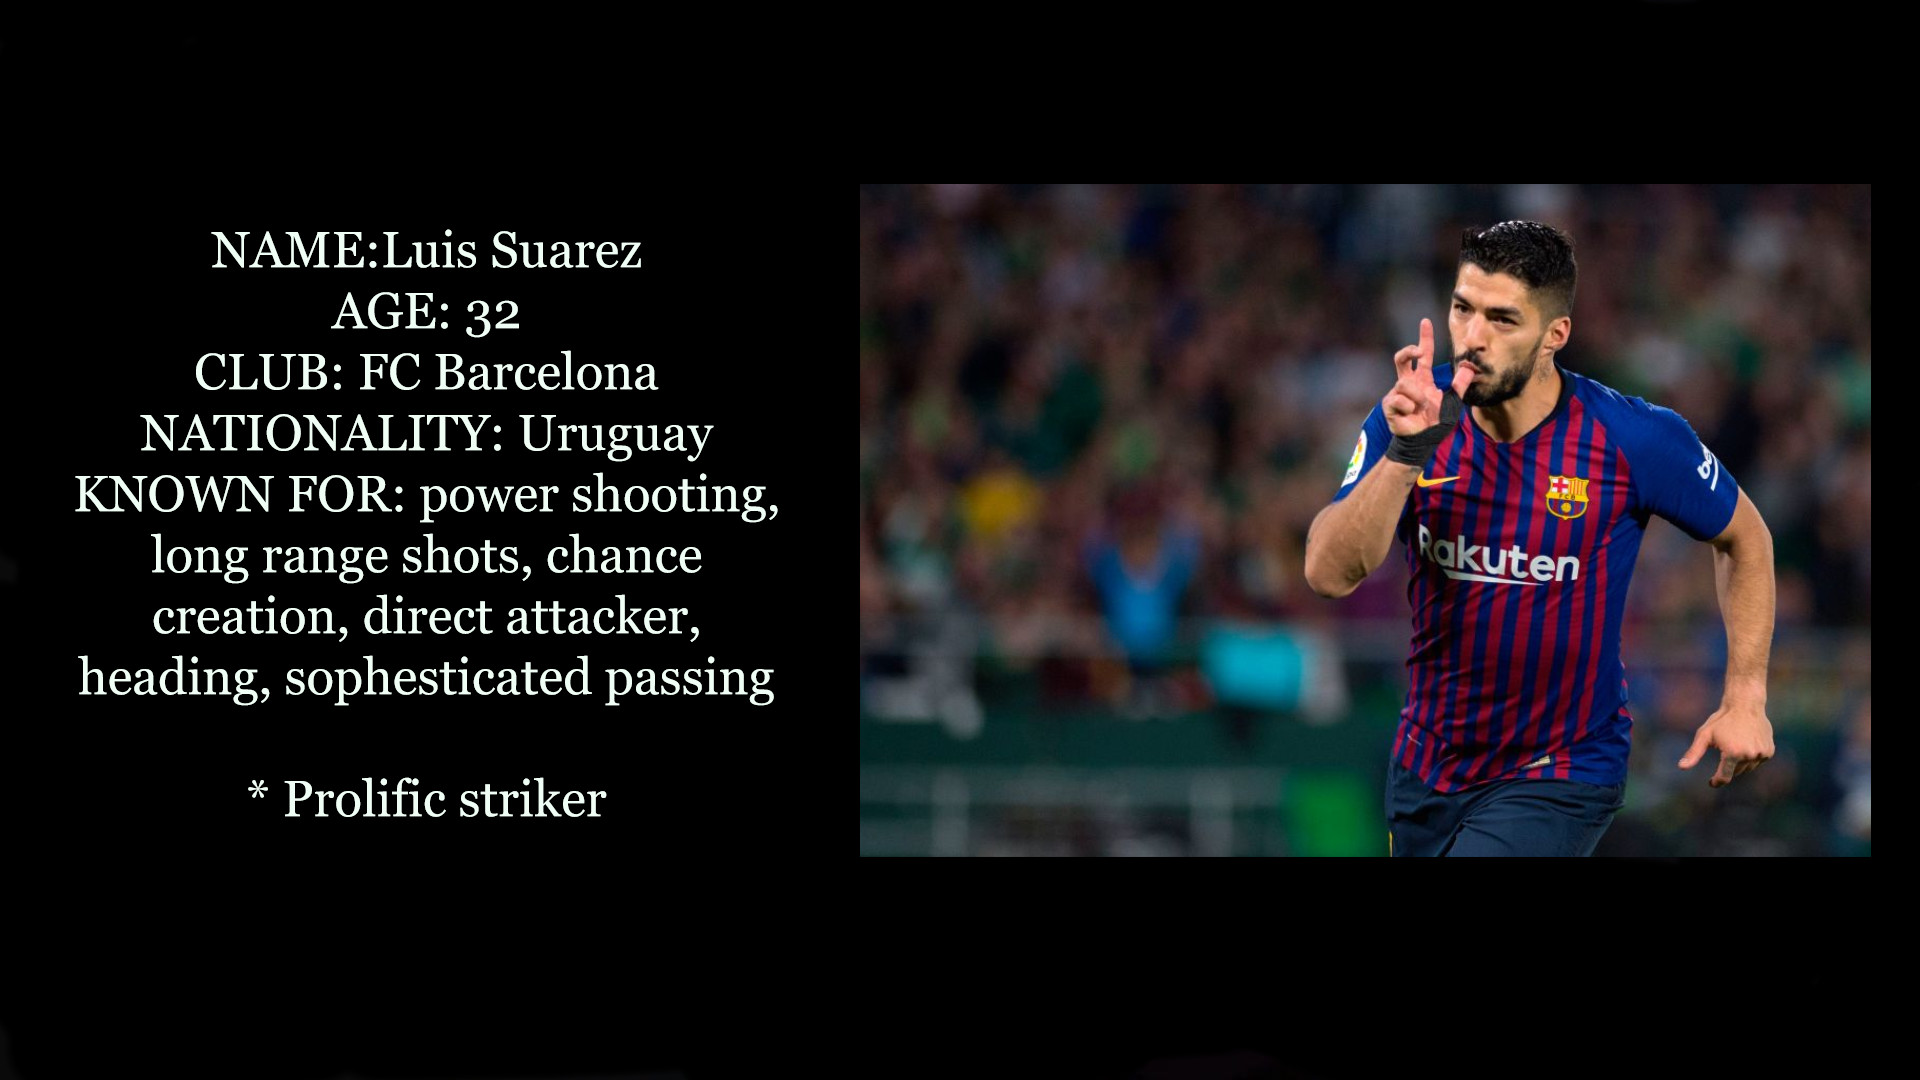 NAME:Luis Suarez
AGE: 32
CLUB: FC Barcelona
NATIONALITY: Uruguay
KNOWN FOR: power shooting,
long range shots, chance
creation, direct attacker,
heading, sophesticated passing
* Prolific striker
FCB
Rakuten